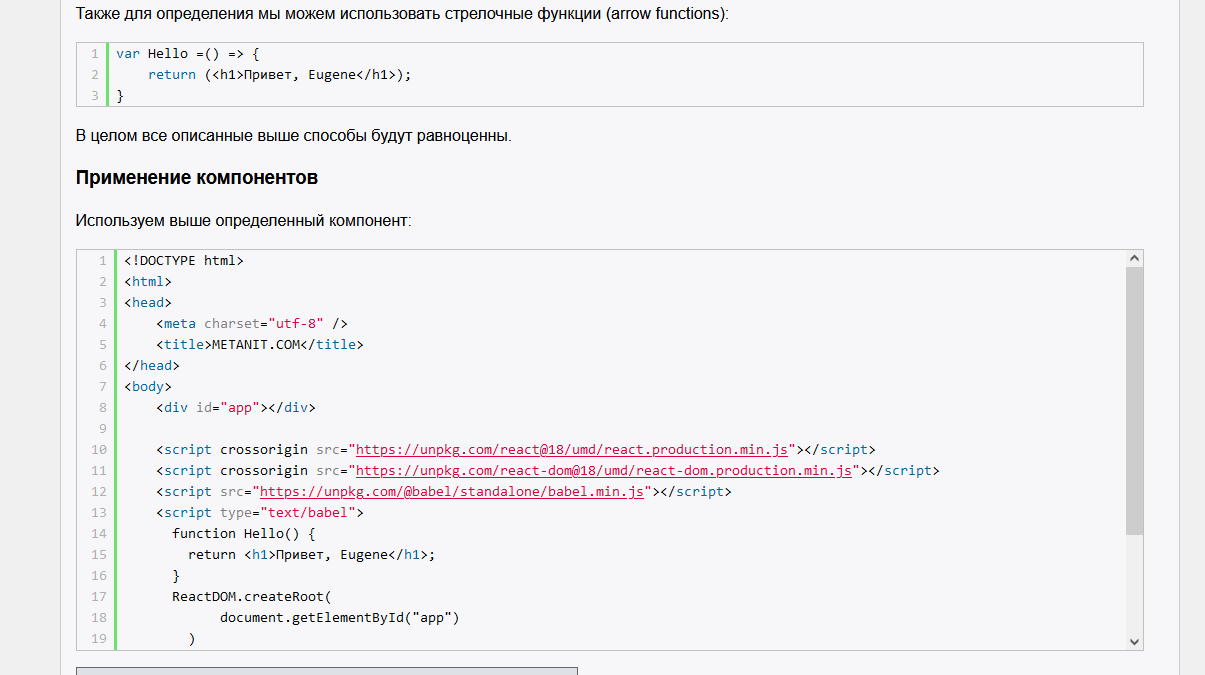 Также для определения мы можем использовать стрелочные функции (arrow functions):
1 var Hello =() => {
2     return (<h1>Привет, Eugene</h1>);
3 }
В целом все описанные выше способы будут равноценны.
Применение компонентов
Используем выше определенный компонент:
1 <!DOCTYPE html>
2 <html>
3 <head>
4     <meta charset="utf-8" />
5     <title>METANIT.COM</title>
6 </head>
7 <body>
8     <div id="app"></div>
9
10     <script crossorigin src="https://unpkg.com/react@18/umd/react.production.min.js"></script>
11     <script crossorigin src="https://unpkg.com/react-dom@18/umd/react-dom.production.min.js"></script>
12     <script src="https://unpkg.com/@babel/standalone/babel.min.js"></script>
13     <script type="text/babel">
14       function Hello() {
15         return <h1>Привет, Eugene</h1>;
16       }
17       ReactDOM.createRoot(
18             document.getElementById("app")
19         )